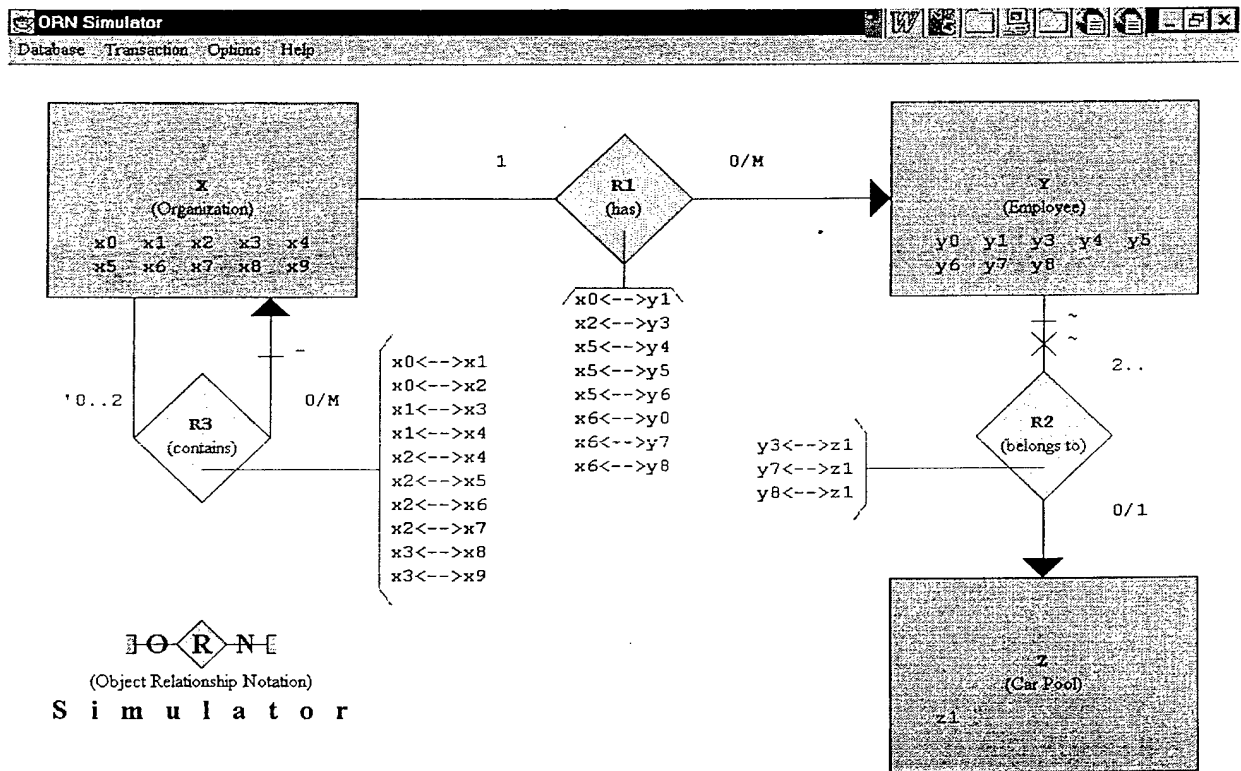 ORN Simulator
Database Transaction Options Help
X
(Organization)
x0 x1 x2 x3 x4
x5 x6 x7 x8 x9
1
R1
(has)
0/M
Y
(Employee)
y0 y1 y3 y4 y5
y6 y7 y8
x0<-->y1
x2<-->y3
x5<-->y4
x5<-->y5
x5<-->y6
x6<-->y0
x6<-->y7
x6<-->y8
'0..2
R3
(contains)
0/M
x0<-->x1
x0<-->x2
x1<-->x3
x1<-->x4
x2<-->x4
x2<-->x5
x2<-->x6
x2<-->x7
x3<-->x8
x3<-->x9
~
~
2..
R2
(belongs to)
y3<-->z1
y7<-->z1
y8<-->z1
0/1
Z
(Car Pool)
z1
O R N
(Object Relationship Notation)
Simulator